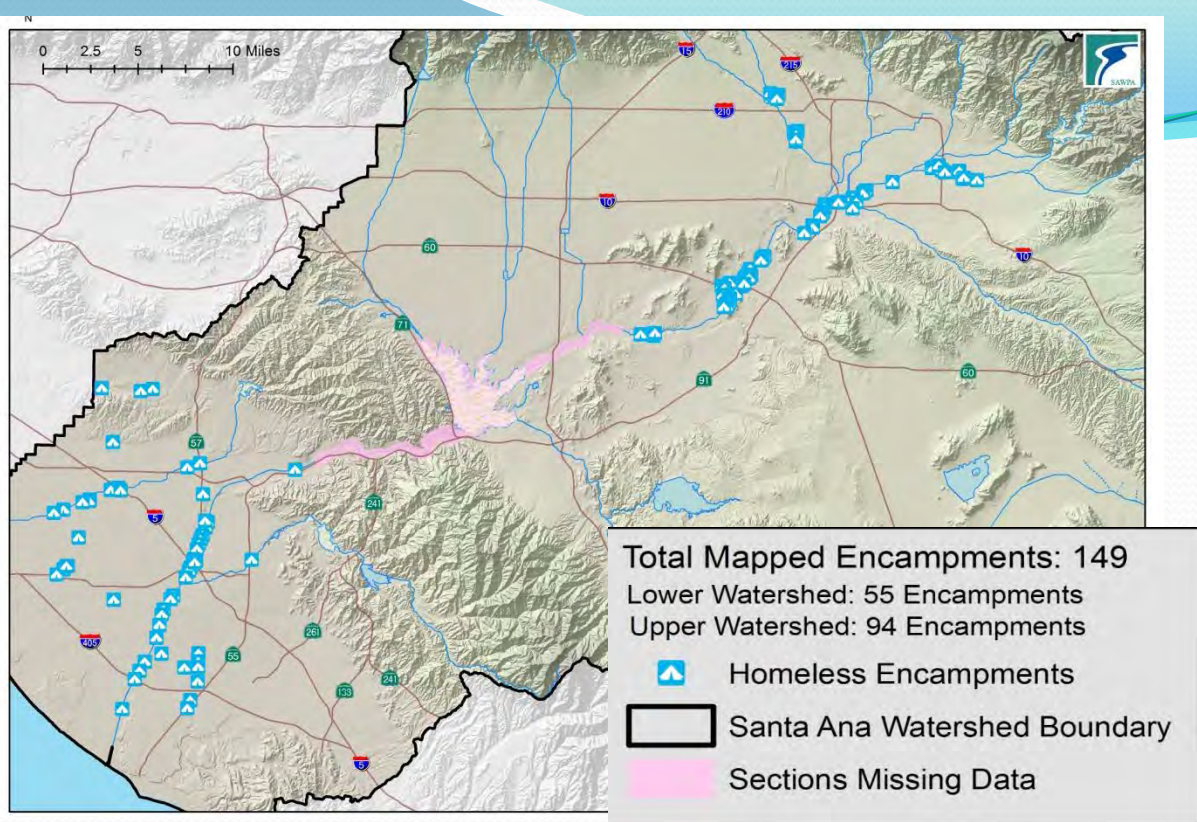 N
0 2.5 5 10 Miles
15
215
SAWPA
210
10
60
10
71
60
91
57
241
5
405
261
55
133
241
5
Total Mapped Encampments: 149
Lower Watershed: 55 Encampments
Upper Watershed: 94 Encampments
Homeless Encampments
Santa Ana Watershed Boundary
Sections Missing Data